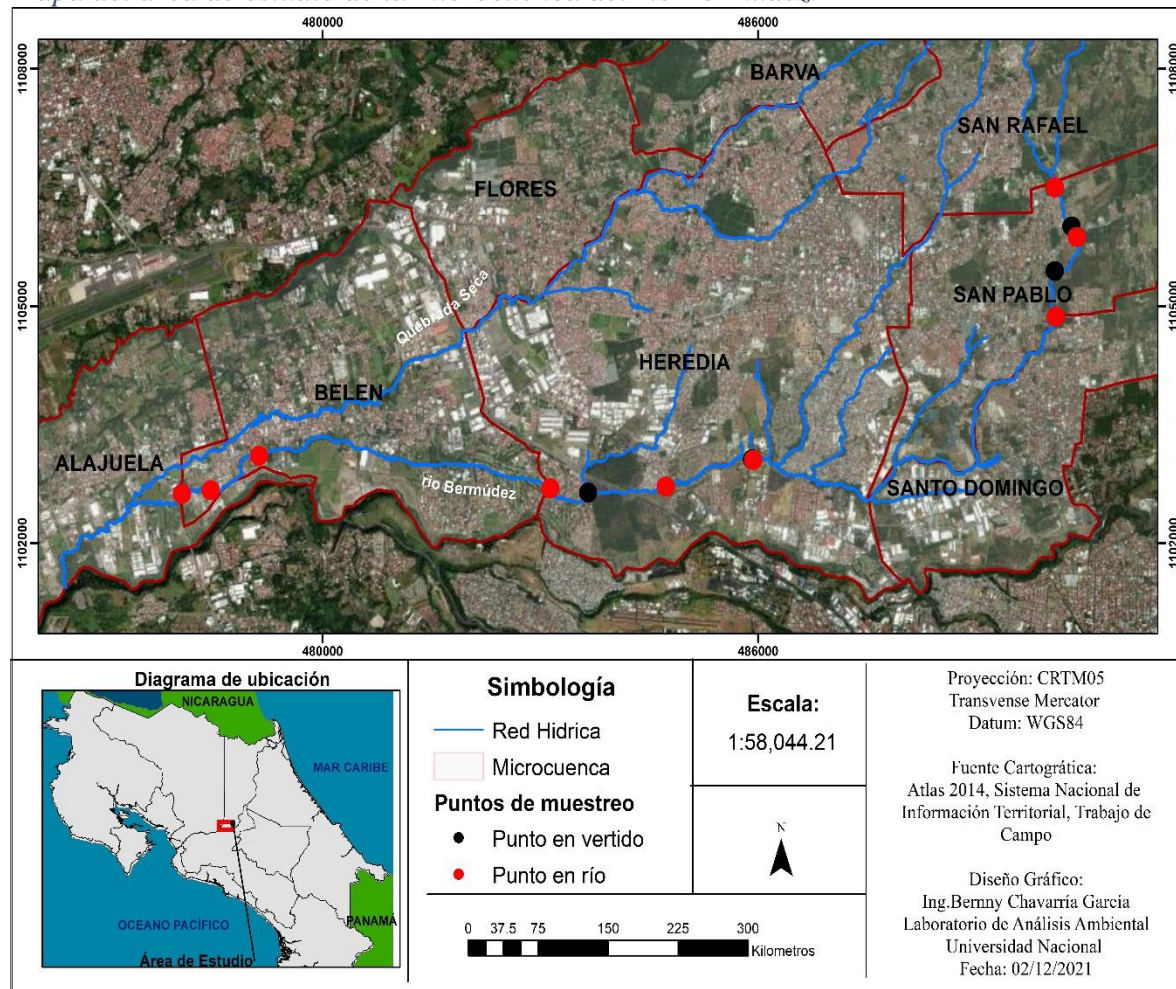 480000
486000
1108000
1108000
BARVA
SAN RAFAEL
FLORES
SAN PABLO
1105000
1105000
Quebrada Seca
HEREDIA
BELEN
ALAJUELA
río Bermúdez
SANTO DOMINGO
1102000
1102000
480000
486000
Diagrama de ubicación
NICARAGUA
MAR CARIBE
OCEANO PACÍFICO
PANAMÁ
Área de Estudio
Simbología
Red Hidrica
Microcuenca
Puntos de muestreo
Punto en vertido
Punto en río
Escala:
1:58,044.21
N
0 37.5 75 150 225 300
Kilometros
Proyección: CRTM05
Transvense Mercator
Datum: WGS84
Fuente Cartográfica:
Atlas 2014, Sistema Nacional de
Información Territorial, Trabajo de
Campo
Diseño Gráfico:
Ing.Bernny Chavarría Garcia
Laboratorio de Análisis Ambiental
Universidad Nacional
Fecha: 02/12/2021